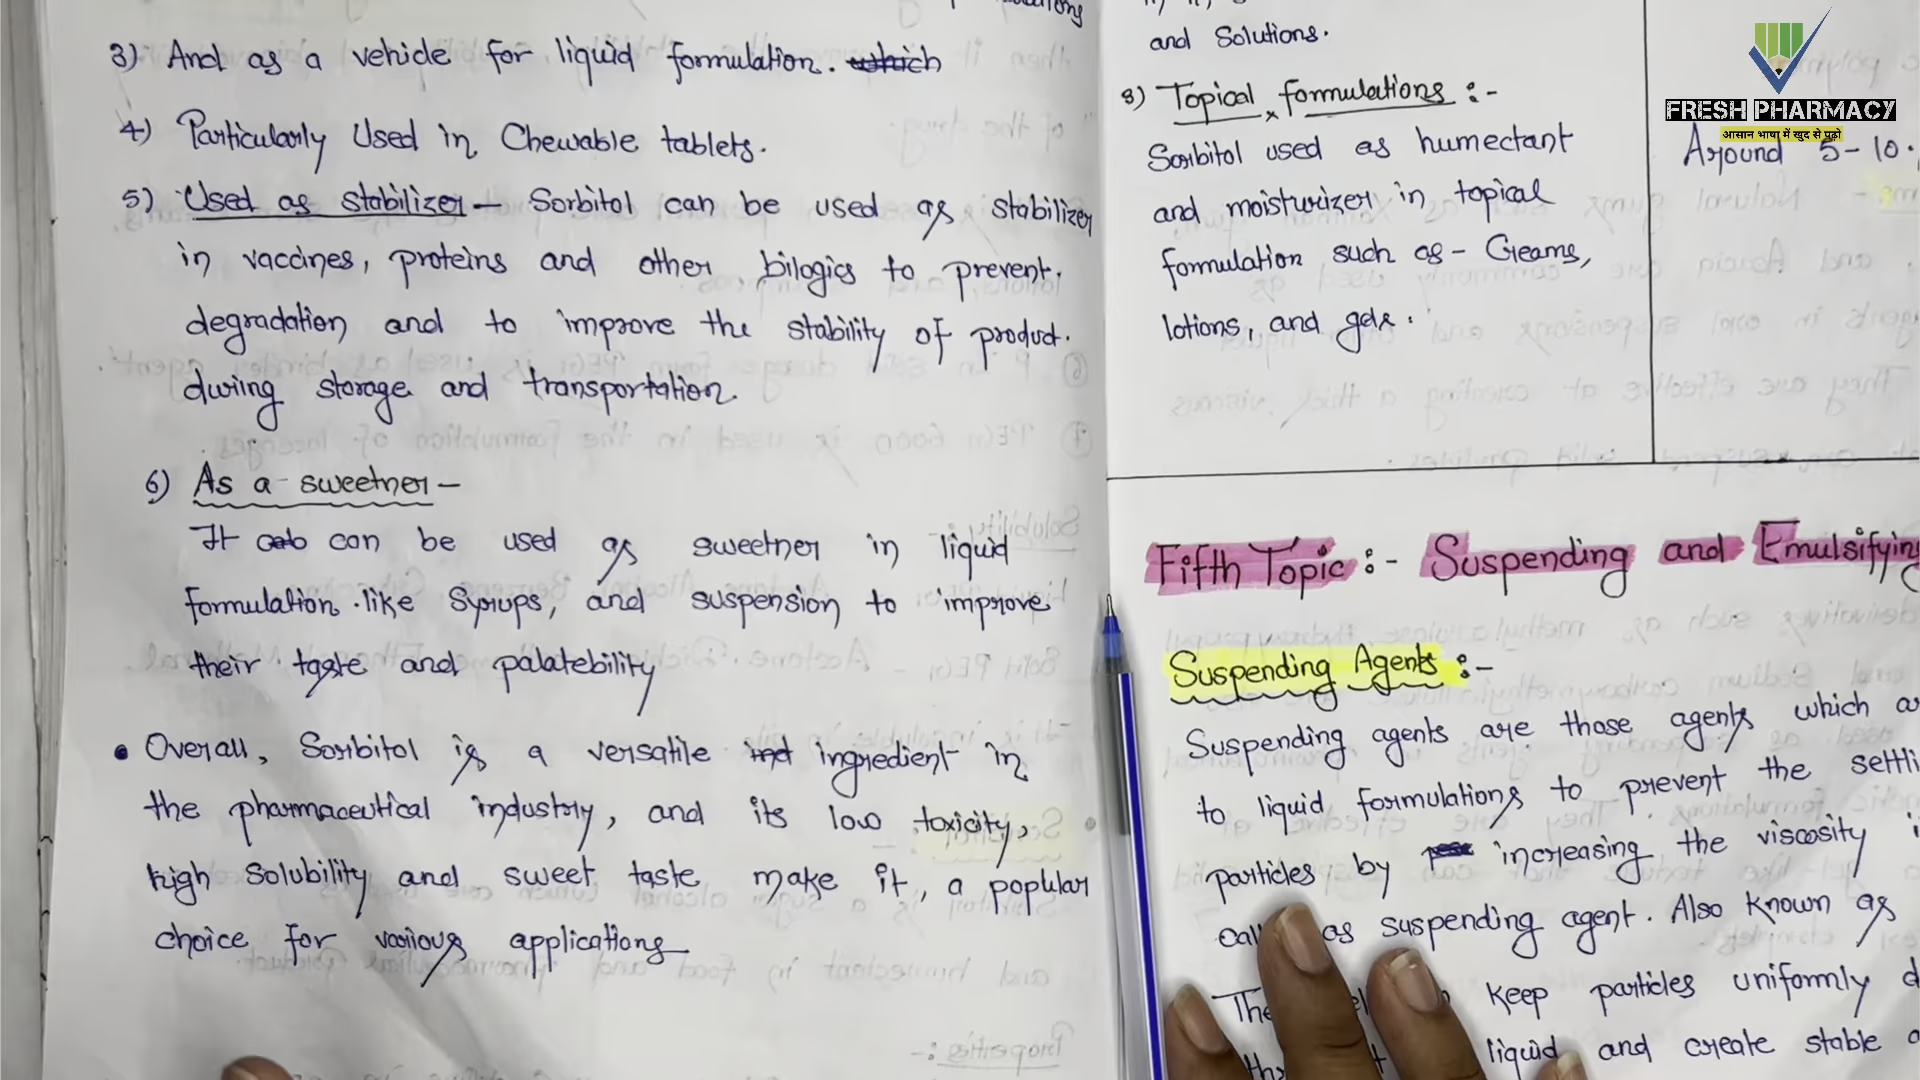 3) And as a vehicle for liquid formulation. which
4) Particularly Used in Chewable tablets.
5) Used as stabilizer — Sorbitol can be used as stabilizer
in vaccines, proteins and other bilogics to prevent.
degradation and to improve the stability of product.
during storage and transportation.
6) As a sweetner —
It can be used as sweetner in liquid
formulation like syrups, and suspension to improve
their taste and palatebility
• Overall, Sorbitol is a versatile ingredient in
the pharmaceutical industry, and its low toxicity,
high solubility and sweet taste make it, a poplular
choice for various applications
and Solutions.
8) Topical formulations :-
Sorbitol used as humectant
and moisturizer in topical
formulation such as - Creams,
lotions, and gels.
Around 5-10.
Fifth Topic :- Suspending and Emulsifying
Suspending Agents :-
Suspending agents are those agents which
to liquid formulations to prevent the
particles by increasing the viscosity
as suspending agent. Also known as
keep particles uniformly
liquid and create stable
FRESH PHARMACY
आसान भाषा में खुद से पढ़ो